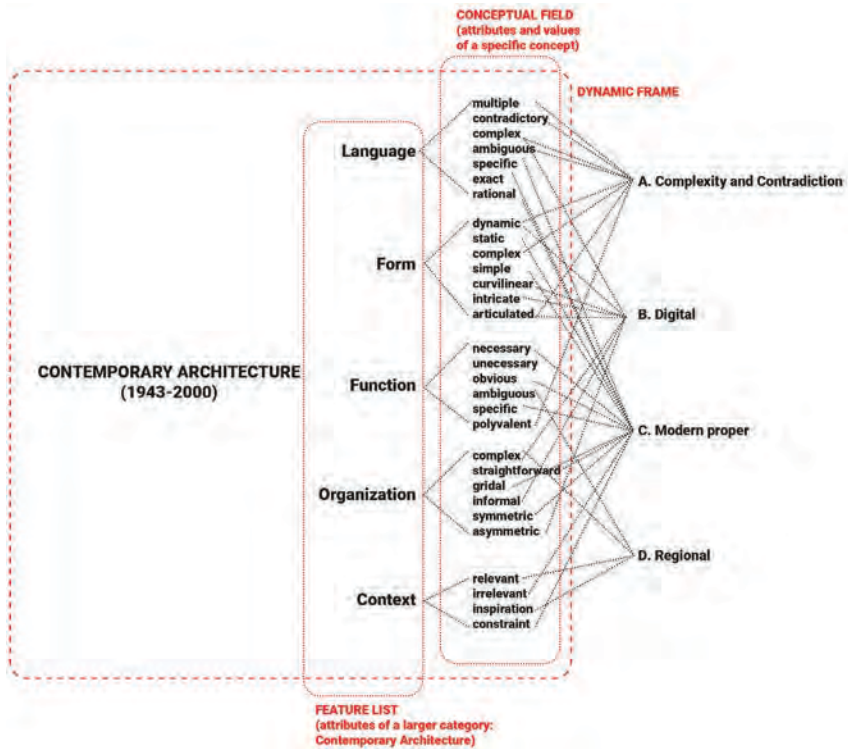 CONCEPTUAL FIELD
(attributes and values
of a specific concept)
DYNAMIC FRAME
CONTEMPORARY ARCHITECTURE
(1943-2000)
Language
multiple
contradictory
complex
ambiguous
specific
exact
rational
Form
dynamic
static
complex
simple
curvilinear
intricate
articulated
Function
necessary
unecessary
obvious
ambiguous
specific
polyvalent
Organization
complex
straightforward
gridal
informal
symmetric
asymmetric
Context
relevant
irrelevant
inspiration
constraint
A. Complexity and Contradiction
B. Digital
C. Modern proper
D. Regional
FEATURE LIST
(attributes of a larger category:
Contemporary Architecture)